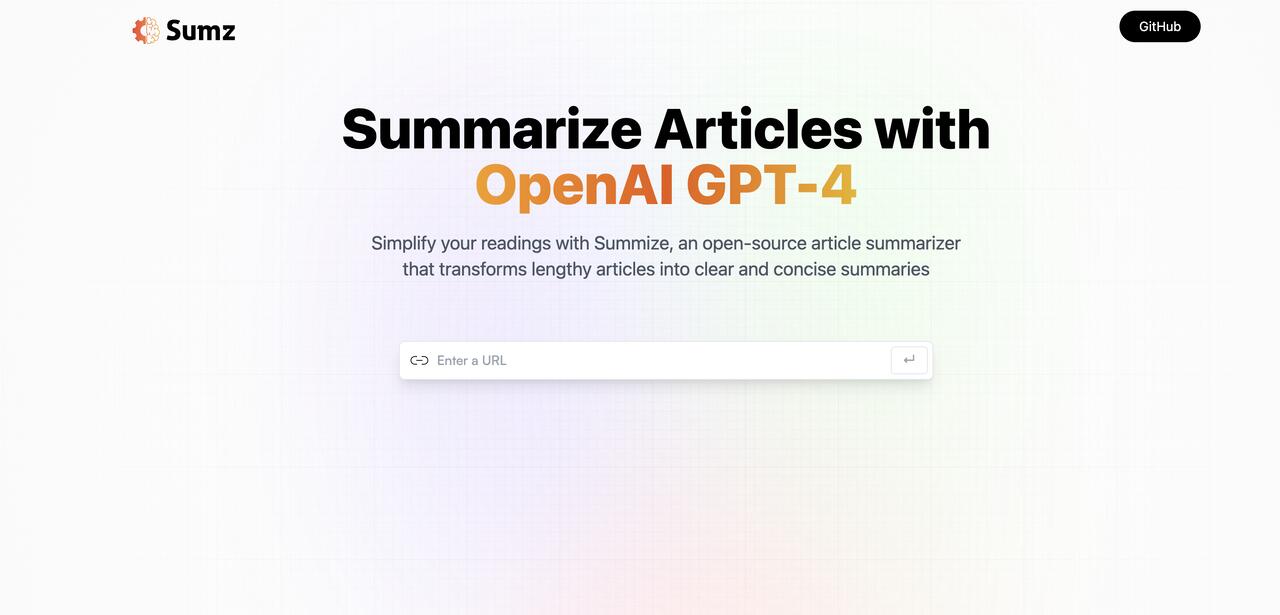 Sumz
GitHub
Summarize Articles with
OpenAI GPT-4
Simplify your readings with Summize, an open-source article summarizer
that transforms lengthy articles into clear and concise summaries
Enter a URL